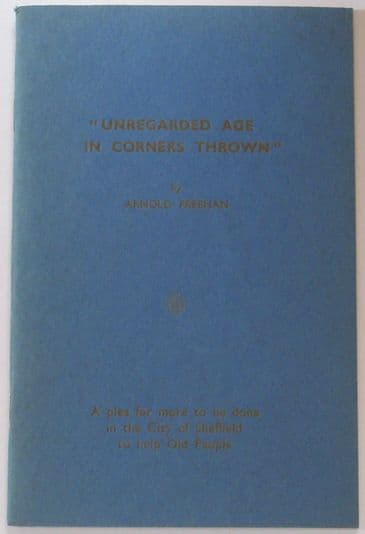 "UNREGARDED AGE
IN CORNERS THROWN"
by
ARNOLD FREEMAN
A plea for more to be done
in the City of Sheffield
to help Old People